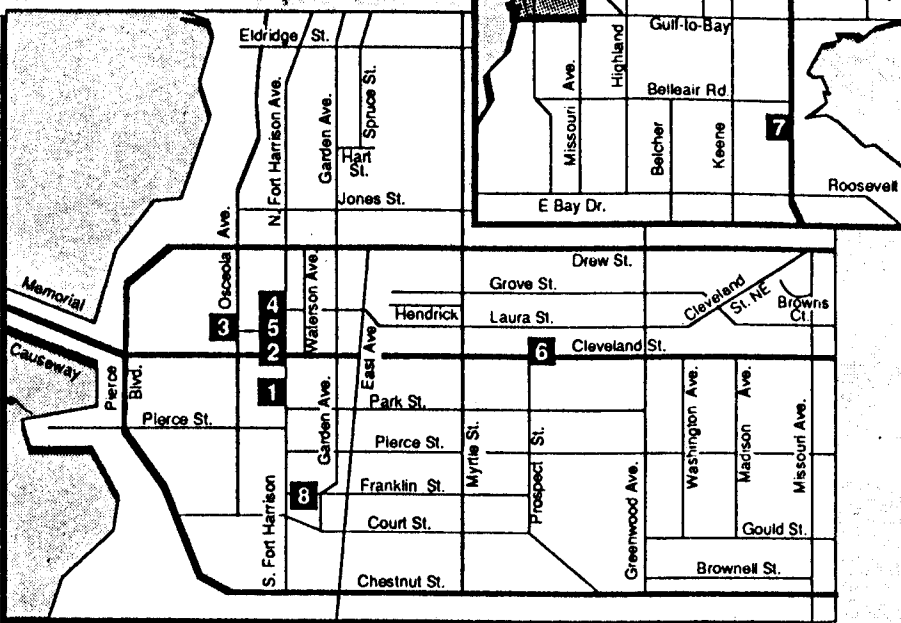 Eldridge St.
N. Fort Harrison Ave.
Garden Ave.
Spruce St.
Hart
St.
Jones St.
Osceola Ave.
Gulf-to-Bay
Missouri Ave.
Highland
Belleair Rd
Belcher
Keene
7
Roosevelt
E Bay Dr.
Drew St.
Memorial
Causeway
Waterson Ave.
Grove St.
Cleveland
St. NE
Browns
Ct.
4
Hendrick
Laura St.
3
5
2
6
Cleveland St.
Pierce
Blvd.
East Ave
1
Park St.
Pierce St.
Garden Ave.
Pierce St.
Myrtle St.
Prospect St.
Washington Ave.
Madison Ave.
Missouri Ave.
8
Franklin St.
Court St.
S. Fort Harrison
Greenwood Ave.
Gould St.
Brownell St.
Chestnut St.